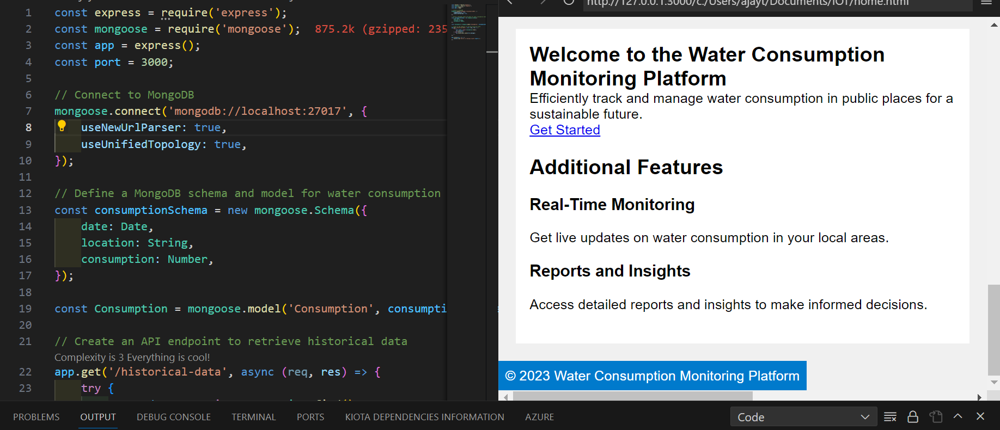 1 const express = require('express');
2 const mongoose = require('mongoose'); 875.2k (gzipped: 235
3 const app = express();
4 const port = 3000;
5
6 // Connect to MongoDB
7 mongoose.connect('mongodb://localhost:27017', {
8 useNewUrlParser: true,
9 useUnifiedTopology: true,
10 });
11
12 // Define a MongoDB schema and model for water consumption
13 const consumptionSchema = new mongoose.Schema({
14 date: Date,
15 location: String,
16 consumption: Number,
17 });
18
19 const Consumption = mongoose.model('Consumption', consumpti
20
21 // Create an API endpoint to retrieve historical data
Complexity is 3 Everything is cool!
22 app.get('/historical-data', async (req, res) => {
23 try {
http://127.0.0.1:3000/c:/Users/ajayt/Documents/IOT/home.html
Welcome to the Water Consumption
Monitoring Platform
Efficiently track and manage water consumption in public places for a
sustainable future.
Get Started
Additional Features
Real-Time Monitoring
Get live updates on water consumption in your local areas.
Reports and Insights
Access detailed reports and insights to make informed decisions.
© 2023 Water Consumption Monitoring Platform
PROBLEMS OUTPUT DEBUG CONSOLE TERMINAL PORTS KIOTA DEPENDENCIES INFORMATION AZURE Code